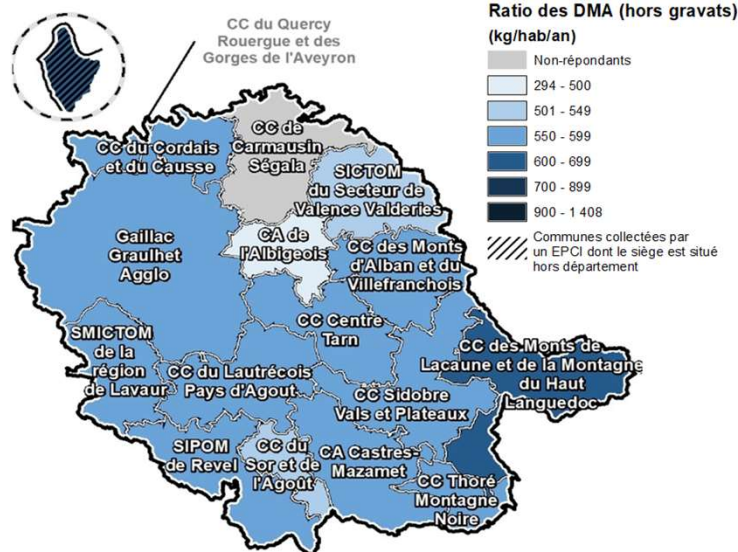 Ratio des DMA (hors gravats)
(kg/hab/an)
Non-répondants
294 - 500
501 - 549
550 - 599
600 - 699
700 - 899
900 - 1 408
Communes collectées par
un EPCI dont le siège est situé
hors département
CC du Quercy
Rouergue et des
Gorges de l'Aveyron
CC du Cordais
et du Causse
CC de
Carmausin
Ségala
SICTOM
du Secteur de
Valence Valderies
Gaillac
Graulhet
Agglo
CA de
l'Albigeois
CC des Monts
d'Alban et du
Villefranchois
CC Centre
Tarn
SMICTOM
de la
région
de Lavaur
CC du Lautrécois
Pays d'Agout
CC des Monts de
Lacaune et de la Montagne
du Haut
Languedoc
CC Sidobre
Vals et Plateaux
SIPOM
de Revel
CC du
Sor et de
l'Agoût
CA Castres-
Mazamet
CC Thoré
Montagne
Noire